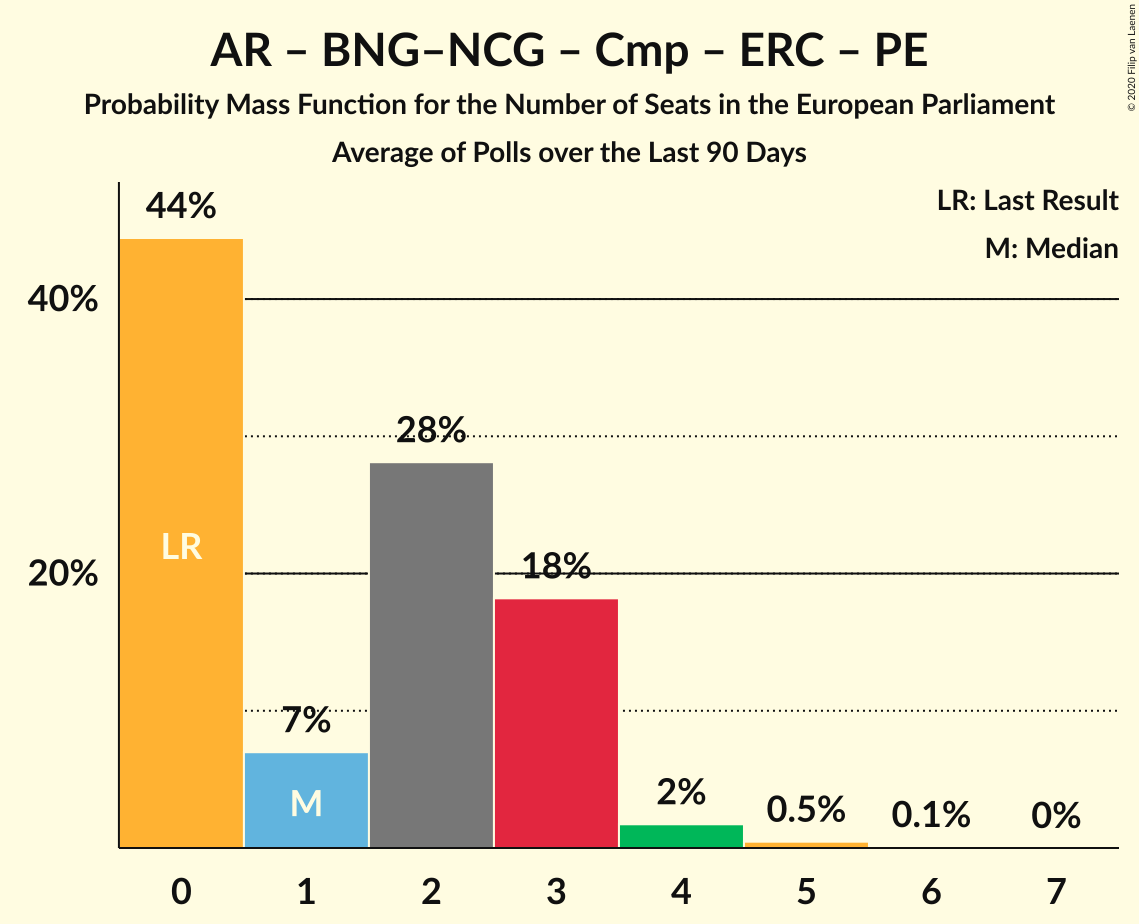 AR – BNG–NCG – Cmp – ERC – PE
Probability Mass Function for the Number of Seats in the European Parliament
Average of Polls over the Last 90 Days
© 2020 Filip van Laenen
LR: Last Result
M: Median
44%
40%
28%
LR
20%
18%
7%
M
2%
0.5%
0.1%
0%
0 1 2 3 4 5 6 7